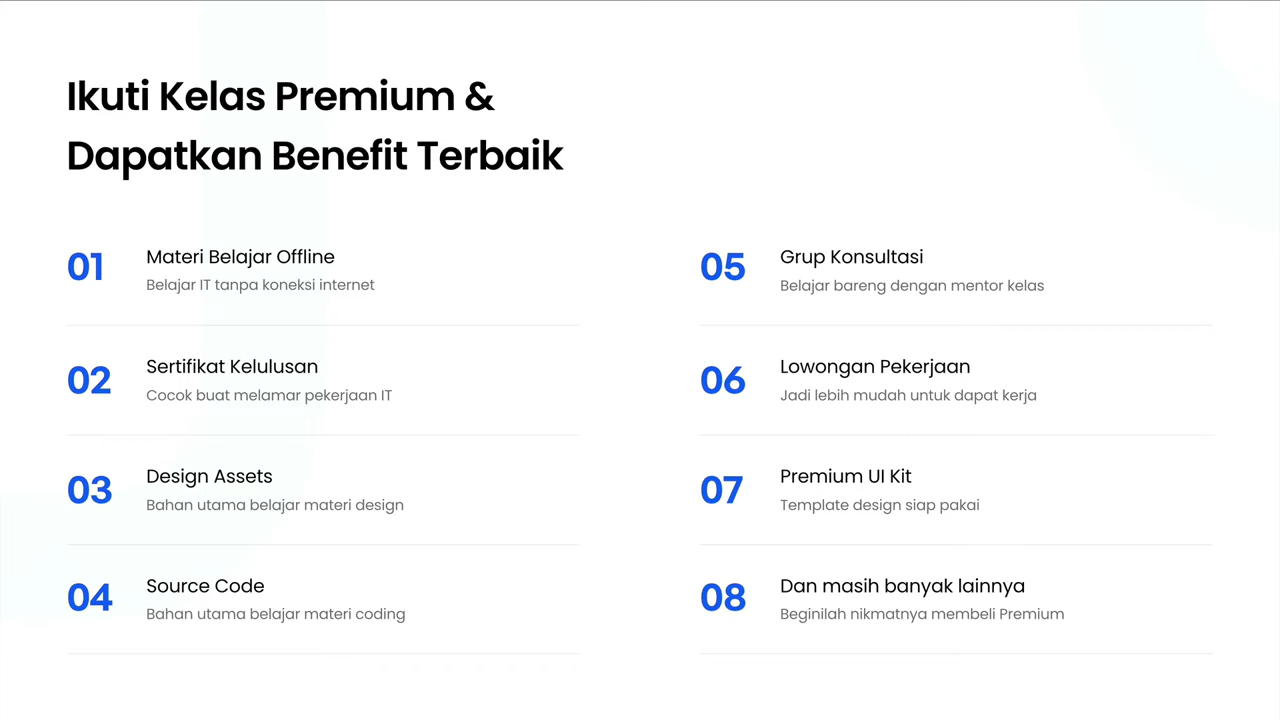 Ikuti Kelas Premium &
Dapatkan Benefit Terbaik
01
Materi Belajar Offline
Belajar IT tanpa koneksi internet
02
Sertifikat Kelulusan
Cocok buat melamar pekerjaan IT
03
Design Assets
Bahan utama belajar materi design
04
Source Code
Bahan utama belajar materi coding
05
Grup Konsultasi
Belajar bareng dengan mentor kelas
06
Lowongan Pekerjaan
Jadi lebih mudah untuk dapat kerja
07
Premium UI Kit
Template design siap pakai
08
Dan masih banyak lainnya
Beginilah nikmatnya membeli Premium